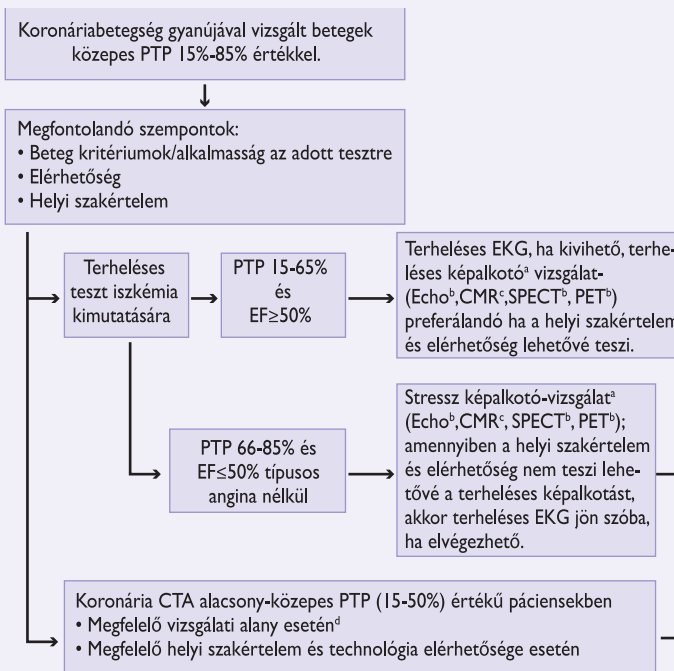 Koronáriabetegség gyanújával vizsgált betegek
közepes PTP 15%-85% értékkel.
Megfontolandó szempontok:
• Beteg kritériumok/alkalmasság az adott tesztre
• Elérhetőség
• Helyi szakértelem
Terheléses
teszt iszkémia
kimutatására
PTP 15-65%
és
EF≥50%
Terheléses EKG, ha kivihető, terhe-
léses képalkotóᵃ vizsgálat-
(Echoᵇ,CMRᶜ,SPECTᵇ, PETᵇ)
preferálandó ha a helyi szakértelem
és elérhetőség lehetővé teszi.
PTP 66-85% és
EF≤50% típusos
angina nélkül
Stressz képalkotó-vizsgálatᵃ
(Echoᵇ,CMRᶜ, SPECTᵇ, PETᵇ);
amennyiben a helyi szakértelem
és elérhetőség nem teszi lehe-
tővé a terheléses képalkotást,
akkor terheléses EKG jön szóba,
ha elvégezhető.
Koronária CTA alacsony-közepes PTP (15-50%) értékű páciensekben
• Megfelelő vizsgálati alany eseténᵈ
• Megfelelő helyi szakértelem és technológia elérhetősége esetén